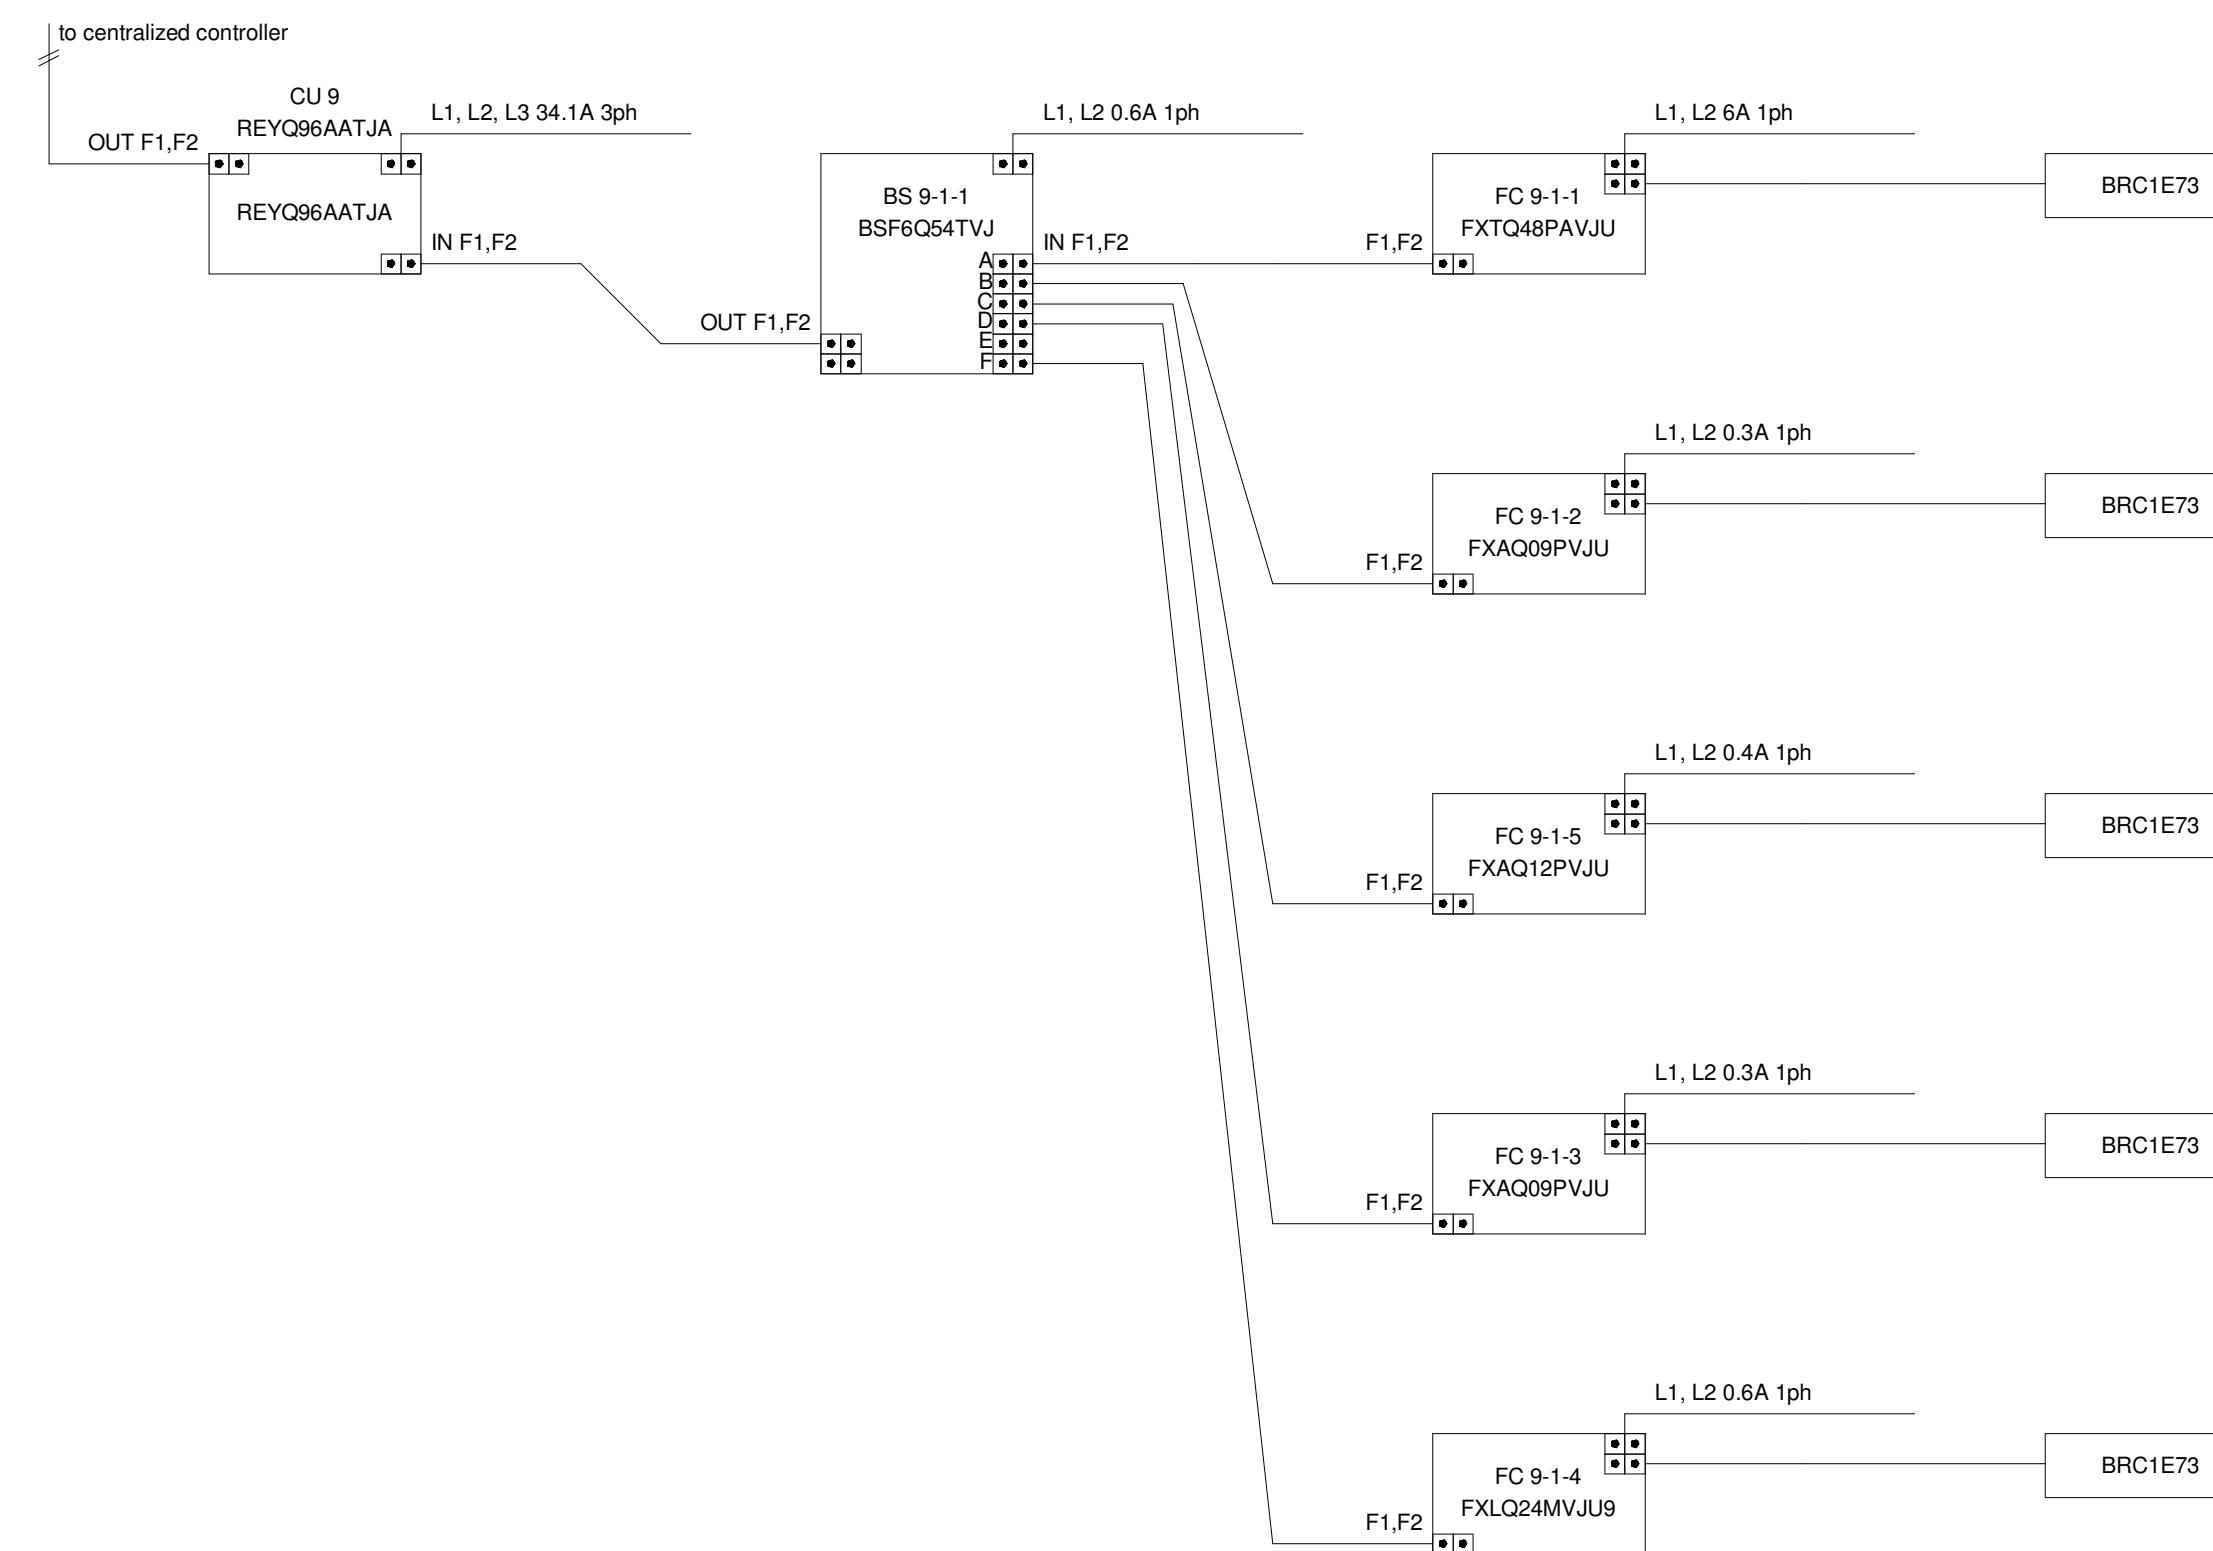 to centralized controller
CU 9
REYQ96AATJA
L1, L2, L3 34.1A 3ph
OUT F1,F2
REYQ96AATJA
IN F1,F2
L1, L2 0.6A 1ph
BS 9-1-1
BSF6Q54TVJ
IN F1,F2
A
B
C
D
E
F
OUT F1,F2
L1, L2 6A 1ph
FC 9-1-1
FXTQ48PAVJU
F1,F2
BRC1E73
L1, L2 0.3A 1ph
FC 9-1-2
FXAQ09PVJU
F1,F2
BRC1E73
L1, L2 0.4A 1ph
FC 9-1-5
FXAQ12PVJU
F1,F2
BRC1E73
L1, L2 0.3A 1ph
FC 9-1-3
FXAQ09PVJU
F1,F2
BRC1E73
L1, L2 0.6A 1ph
FC 9-1-4
FXLQ24MVJU9
F1,F2
BRC1E73